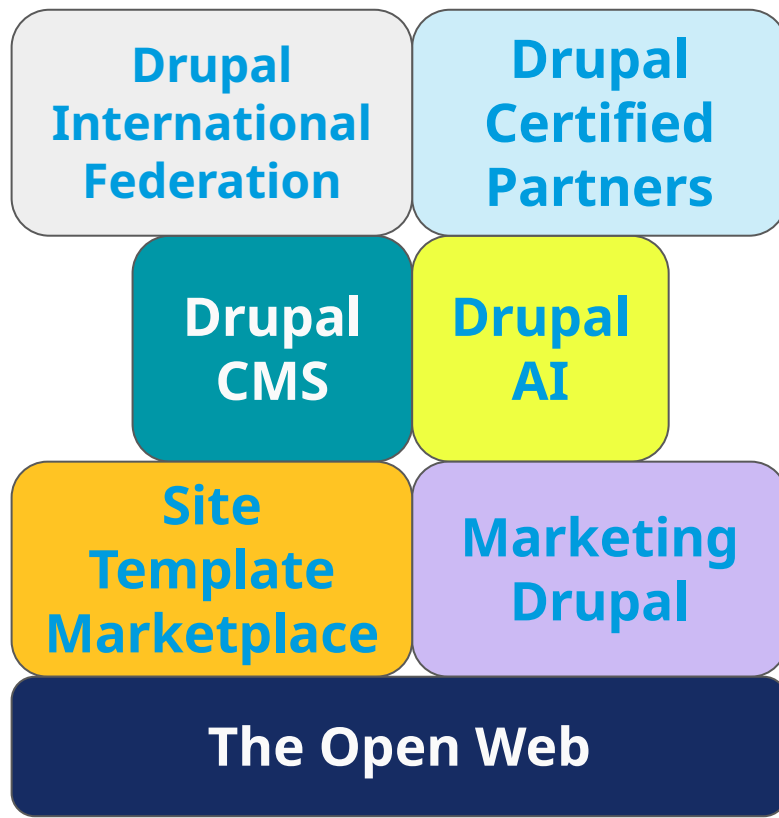 Drupal
International
Federation
Drupal
Certified
Partners
Drupal
CMS
Drupal
AI
Site
Template
Marketplace
Marketing
Drupal
The Open Web